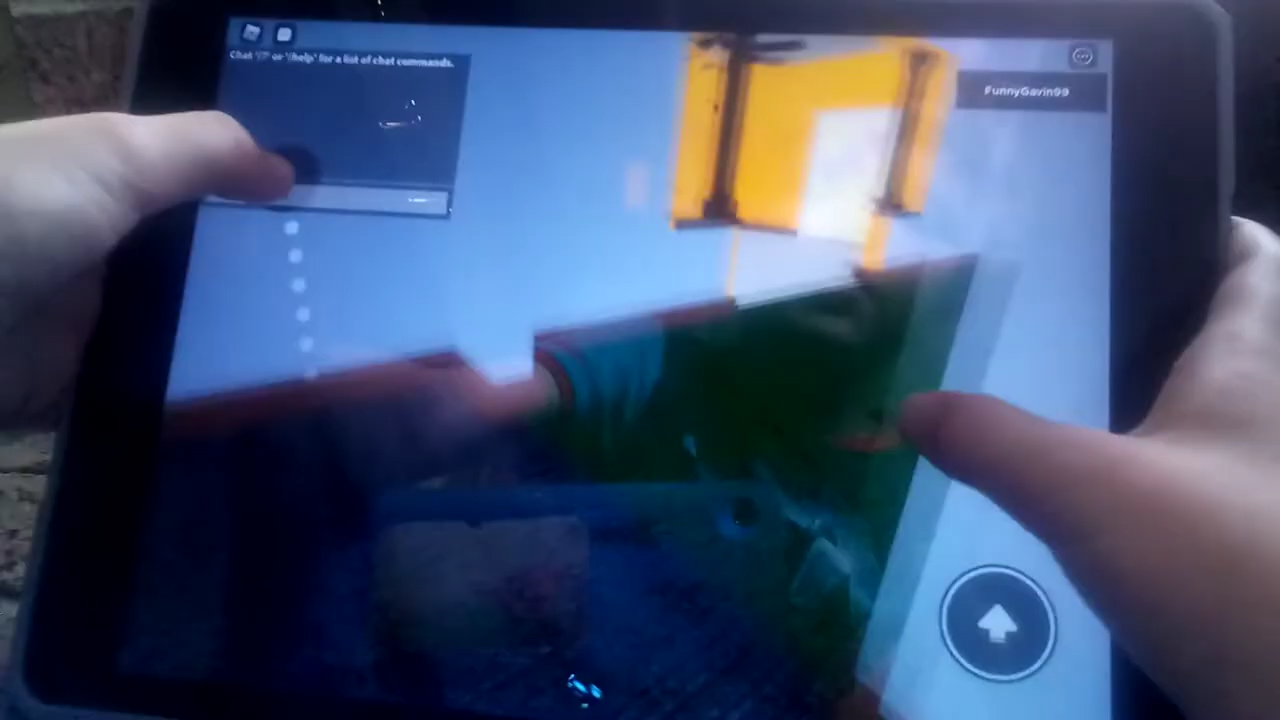 Chat '/?' or '/help' for a list of chat commands.
FunnyGavin99